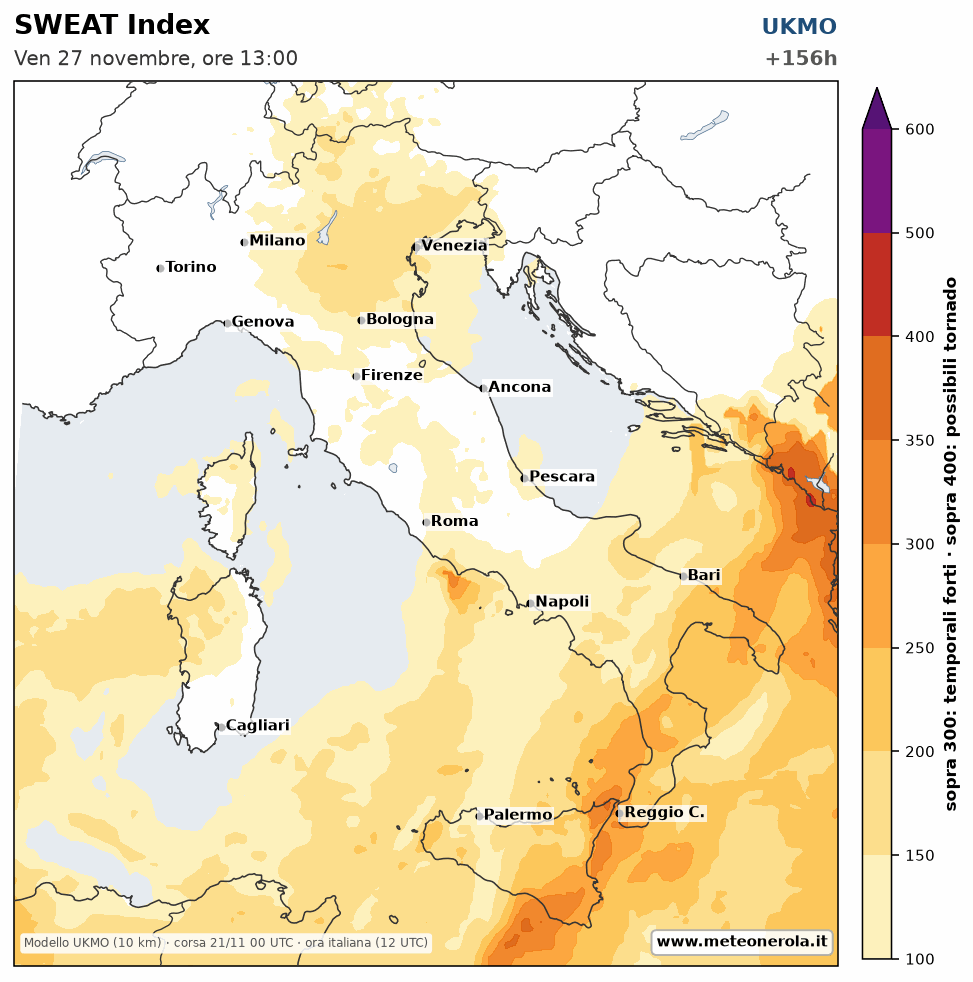 SWEAT Index
UKMO
Ven 27 novembre, ore 13:00
+156h
600
500
400
350
300
250
200
150
100
sopra 300: temporali forti · sopra 400: possibili tornado
Milano
Venezia
Torino
Genova
Bologna
Firenze
Ancona
Pescara
Roma
Bari
Napoli
Cagliari
Palermo
Reggio C.
Modello UKMO (10 km) · corsa 21/11 00 UTC · ora italiana (12 UTC)
www.meteonerola.it